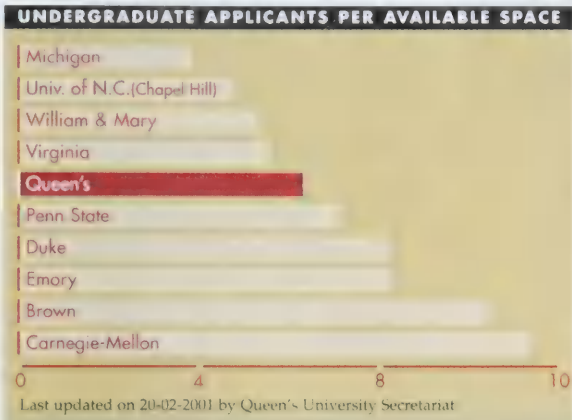 UNDERGRADUATE APPLICANTS PER AVAILABLE SPACE
Michigan
Univ. of N.C.(Chapel Hill)
William & Mary
Virginia
Queen's
Penn State
Duke
Emory
Brown
Carnegie-Mellon
0 4 8 10
Last updated on 20-02-2001 by Queen's University Secretariat